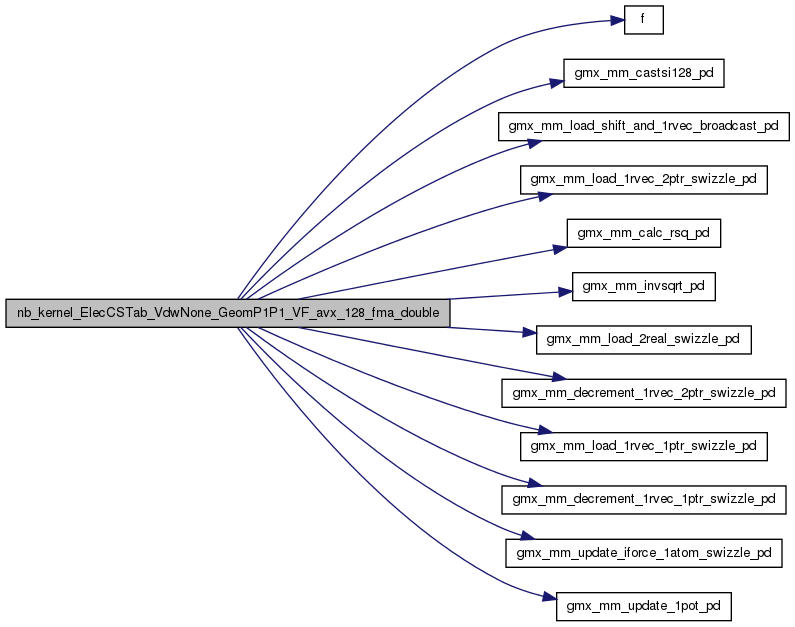 f
gmx_mm_castsi128_pd
gmx_mm_load_shift_and_1rvec_broadcast_pd
gmx_mm_load_1rvec_2ptr_swizzle_pd
gmx_mm_calc_rsq_pd
gmx_mm_invsqrt_pd
nb_kernel_ElecCSTab_VdwNone_GeomP1P1_VF_avx_128_fma_double
gmx_mm_load_2real_swizzle_pd
gmx_mm_decrement_1rvec_2ptr_swizzle_pd
gmx_mm_load_1rvec_1ptr_swizzle_pd
gmx_mm_decrement_1rvec_1ptr_swizzle_pd
gmx_mm_update_iforce_1atom_swizzle_pd
gmx_mm_update_1pot_pd